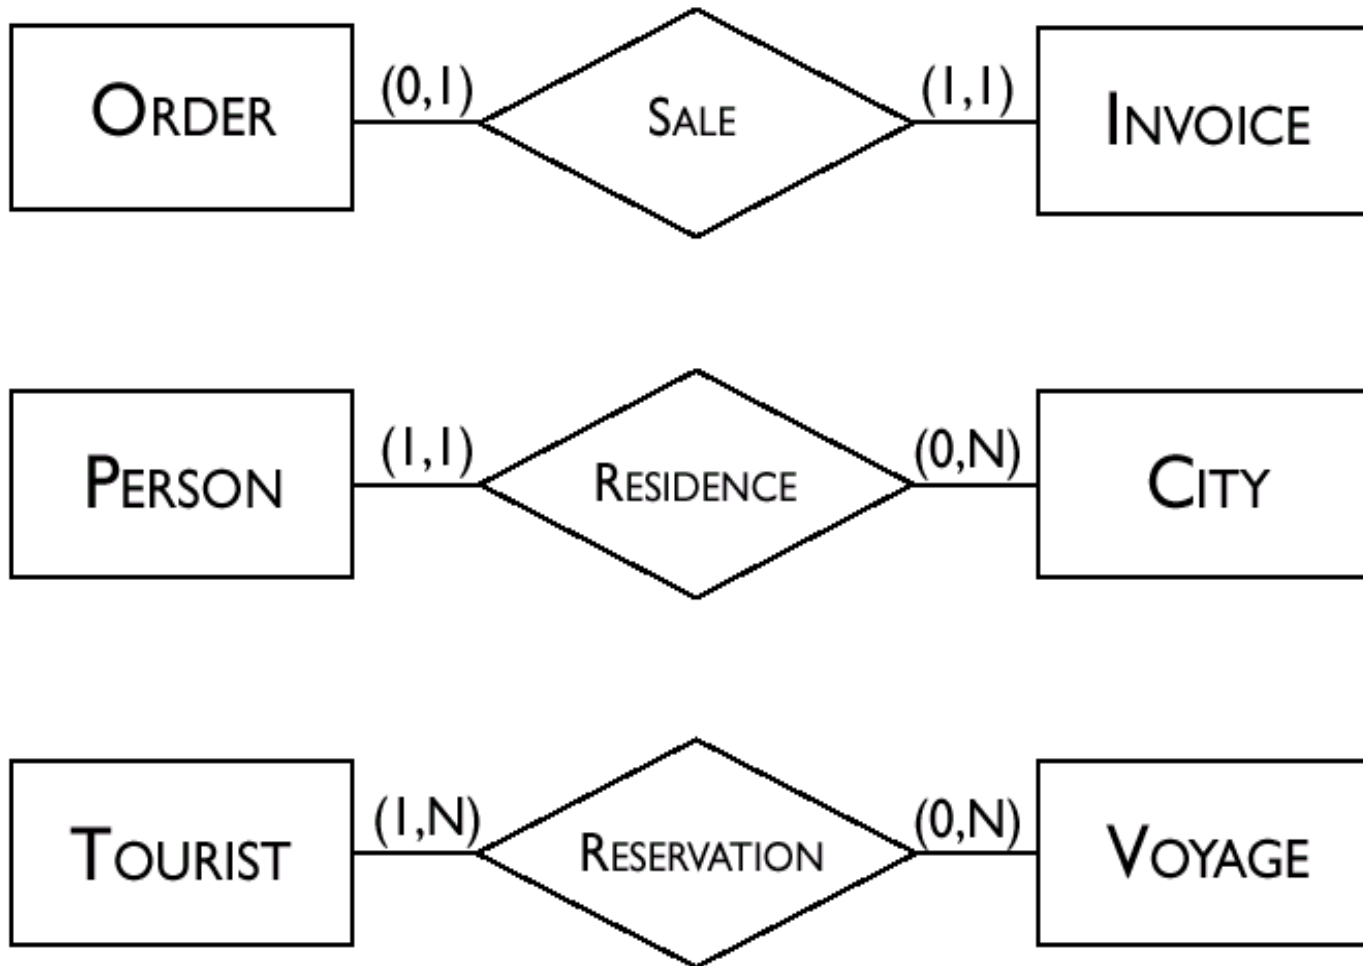 ORDER (0,1) SALE (1,1) INVOICE
PERSON (1,1) RESIDENCE (0,N) CITY
TOURIST (1,N) RESERVATION (0,N) VOYAGE